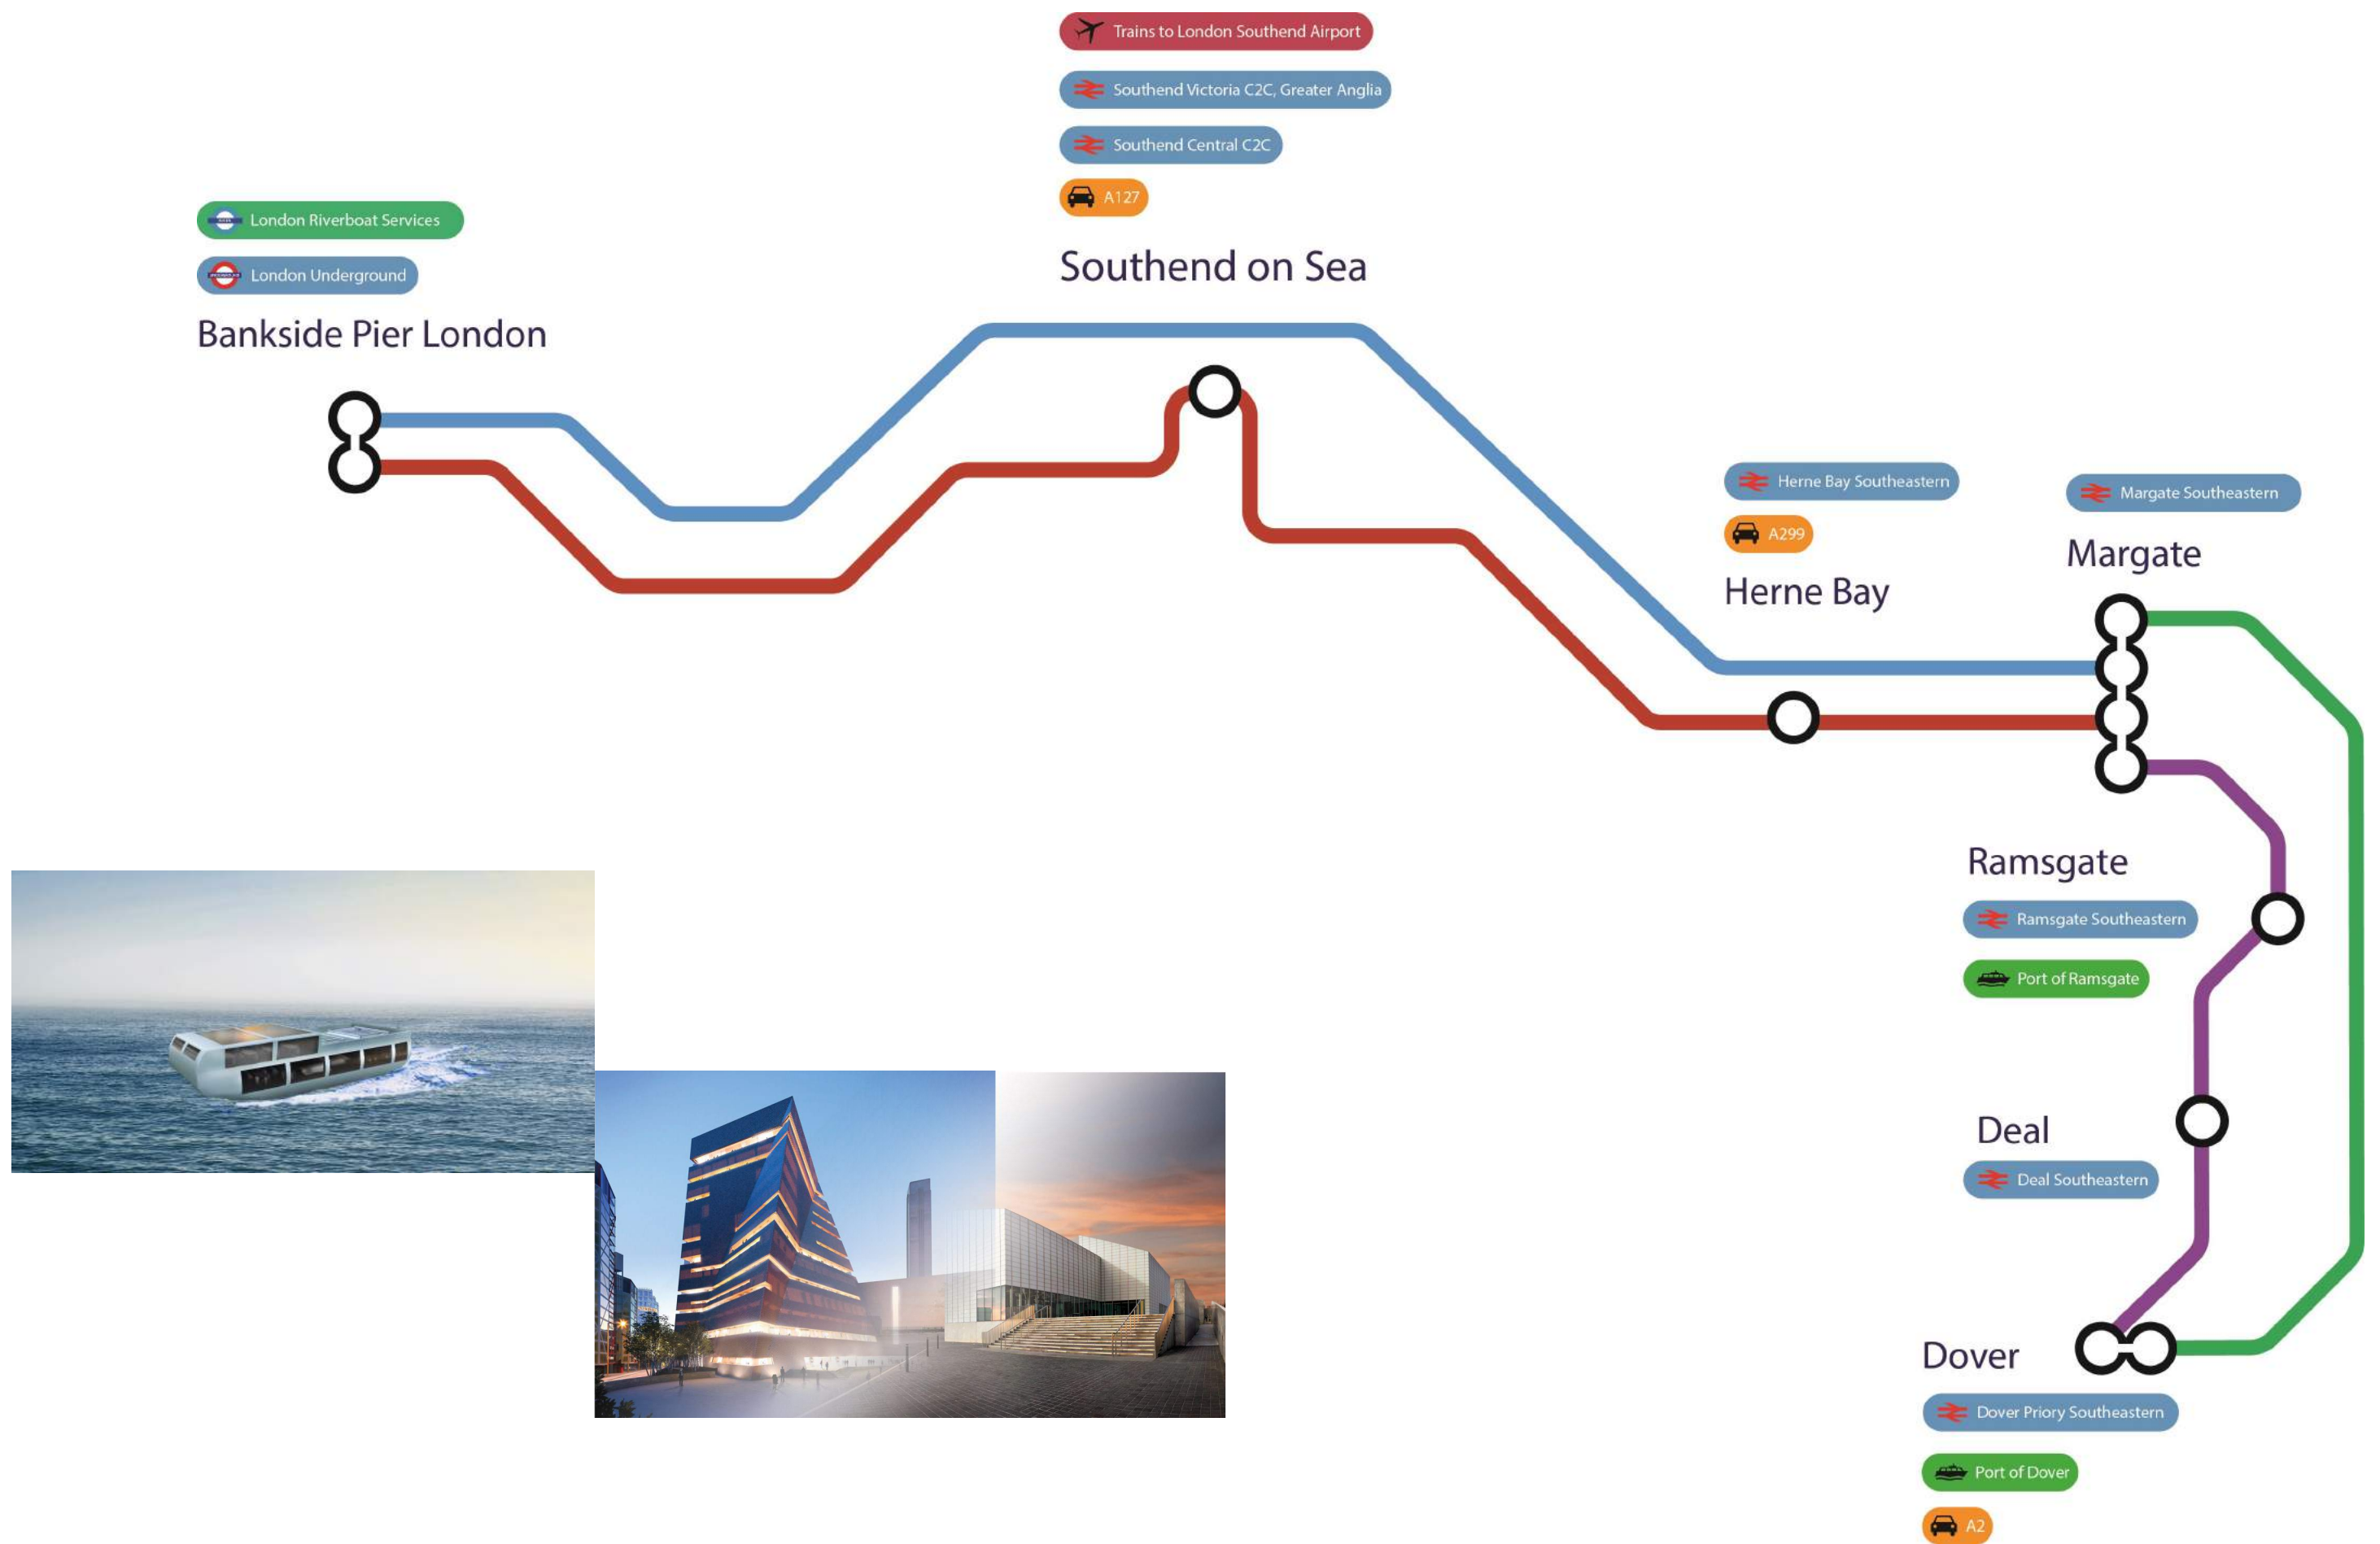 Trains to London Southend Airport
Southend Victoria C2C, Greater Anglia
Southend Central C2C
A127
Southend on Sea
London Riverboat Services
London Underground
Bankside Pier London
Herne Bay Southeastern
A299
Herne Bay
Margate Southeastern
Margate
Ramsgate
Ramsgate Southeastern
Port of Ramsgate
Deal
Deal Southeastern
Dover
Dover Priory Southeastern
Port of Dover
A2